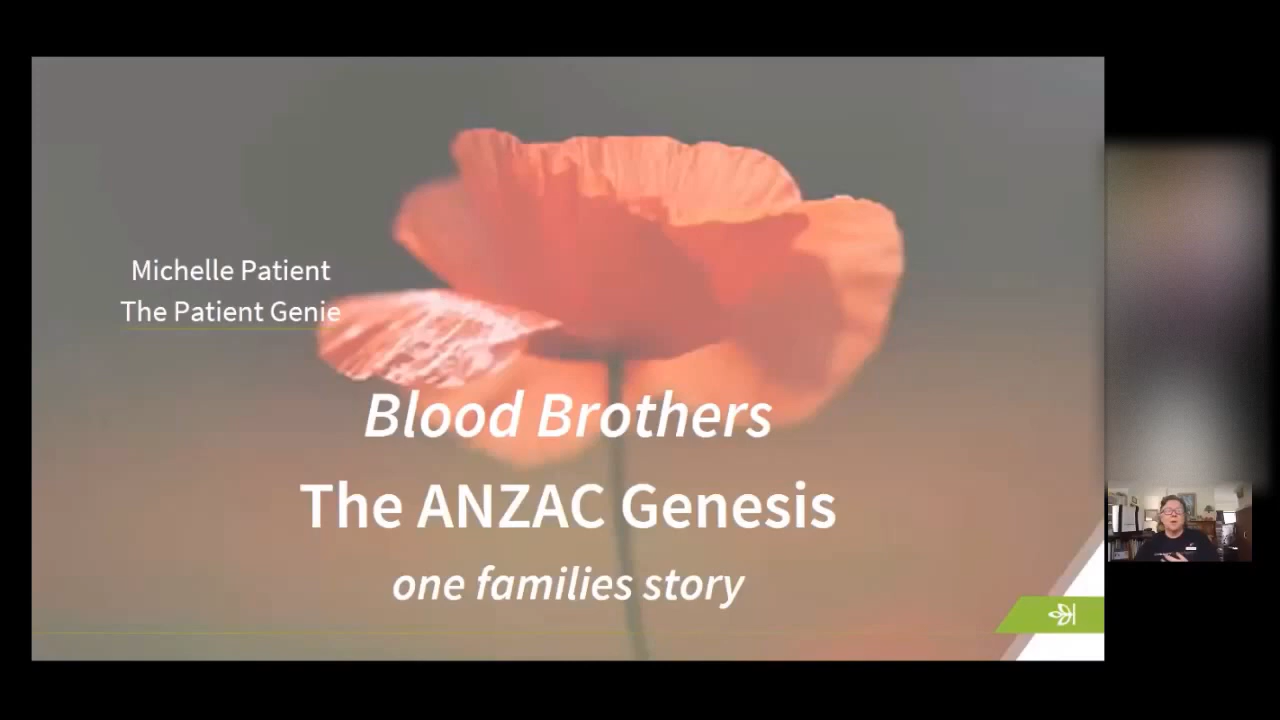 Michelle Patient
The Patient Genie
Blood Brothers
The ANZAC Genesis
one families story